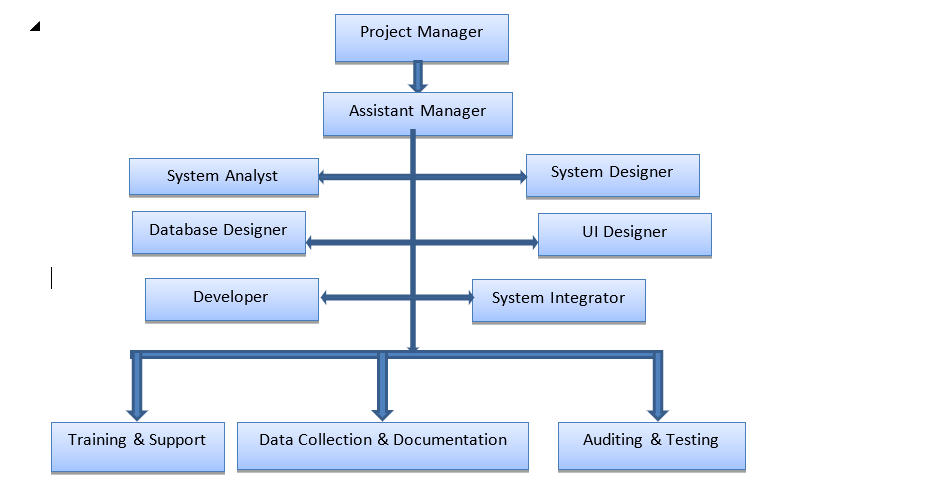 Project Manager
Assistant Manager
System Analyst
System Designer
Database Designer
UI Designer
Developer
System Integrator
Training & Support
Data Collection & Documentation
Auditing & Testing